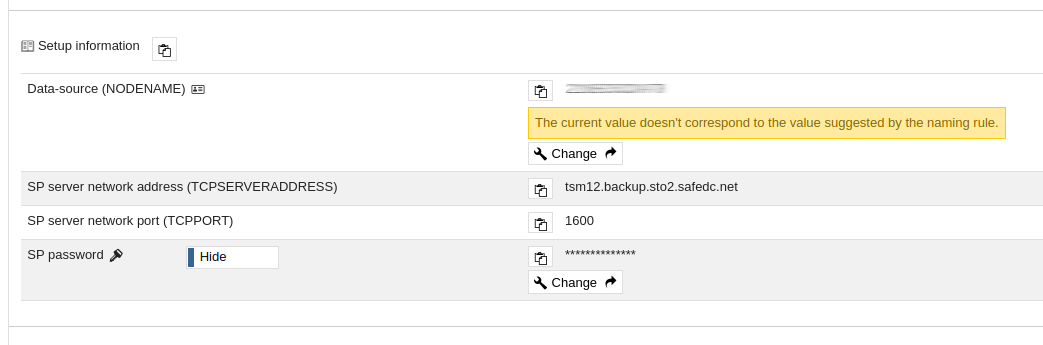 Setup information
Data-source (NODENAME)
The current value doesn't correspond to the value suggested by the naming rule.
Change
SP server network address (TCPSERVERADDRESS) tsm12.backup.sto2.safedc.net
SP server network port (TCPPORT) 1600
SP password Hide **************
Change